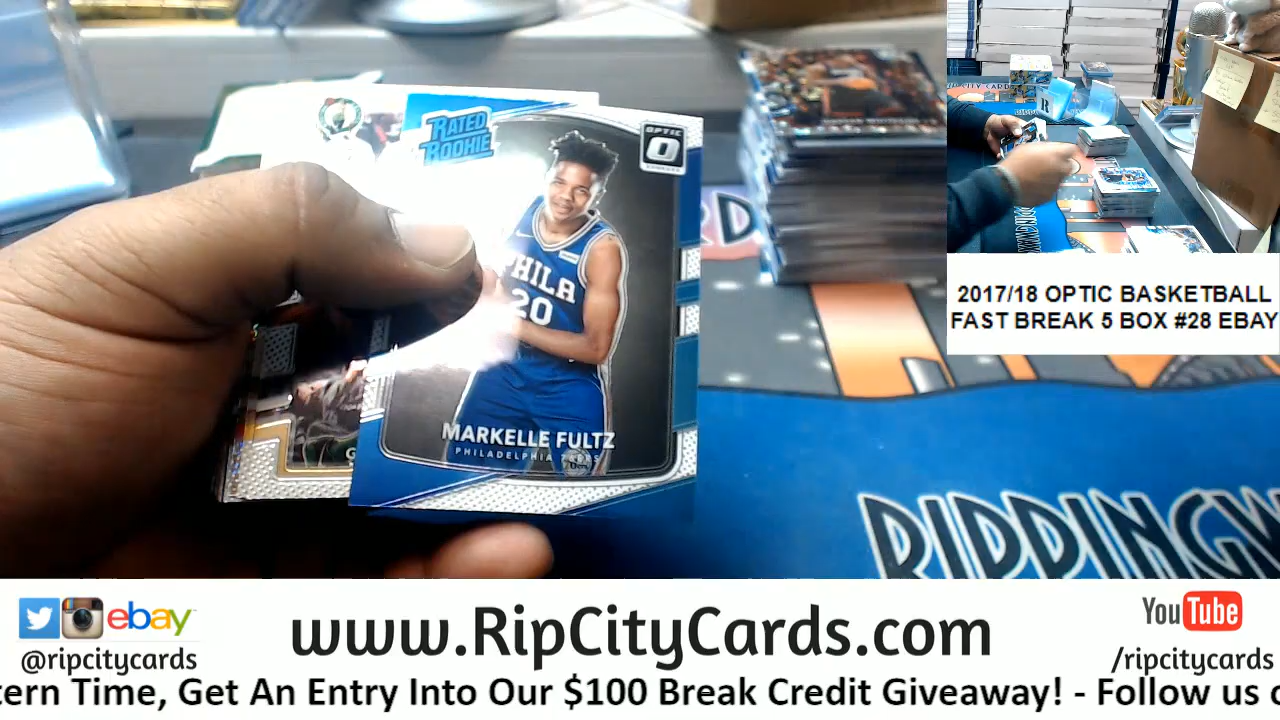 RATED
ROOKIE
OPTIC
PHILA
20
MARKELLE FULTZ
PHILADELPHIA 76ERS
RD
RIPPINGW
2017/18 OPTIC BASKETBALL
FAST BREAK 5 BOX #28 EBAY
ebay
@ripcitycards
www.RipCityCards.com
You Tube
/ripcitycards
tern Time, Get An Entry Into Our $100 Break Credit Giveaway! - Follow us o